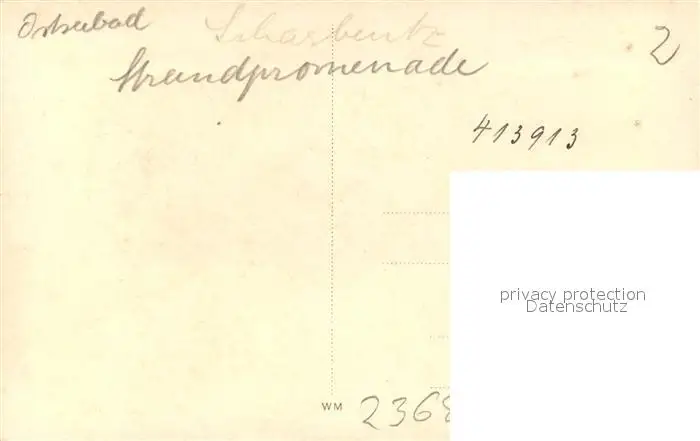 Ostseebad Scharbeutz 2
Strandpromenade
413913
privacy protection
Datenschutz
WM 2368